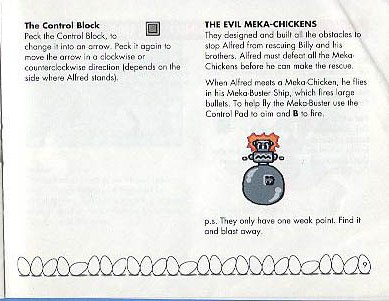 The Control Block
Peck the Control Block, to
change it into an arrow. Peck it again to
move the arrow in a clockwise or
counterclockwise direction (depends on the
side where Alfred stands).
THE EVIL MEKA-CHICKENS
They designed and built all the obstacles to
stop Alfred from rescuing Billy and his
brothers. Alfred must defeat all the Meka-
Chickens before he can make the rescue.
When Alfred meets a Meka-Chicken, he flies
in his Meka-Buster Ship, which fires large
bullets. To help fly the Meka-Buster use the
Control Pad to aim and B to fire.
p.s. They only have one weak point. Find it
and blast away.
9